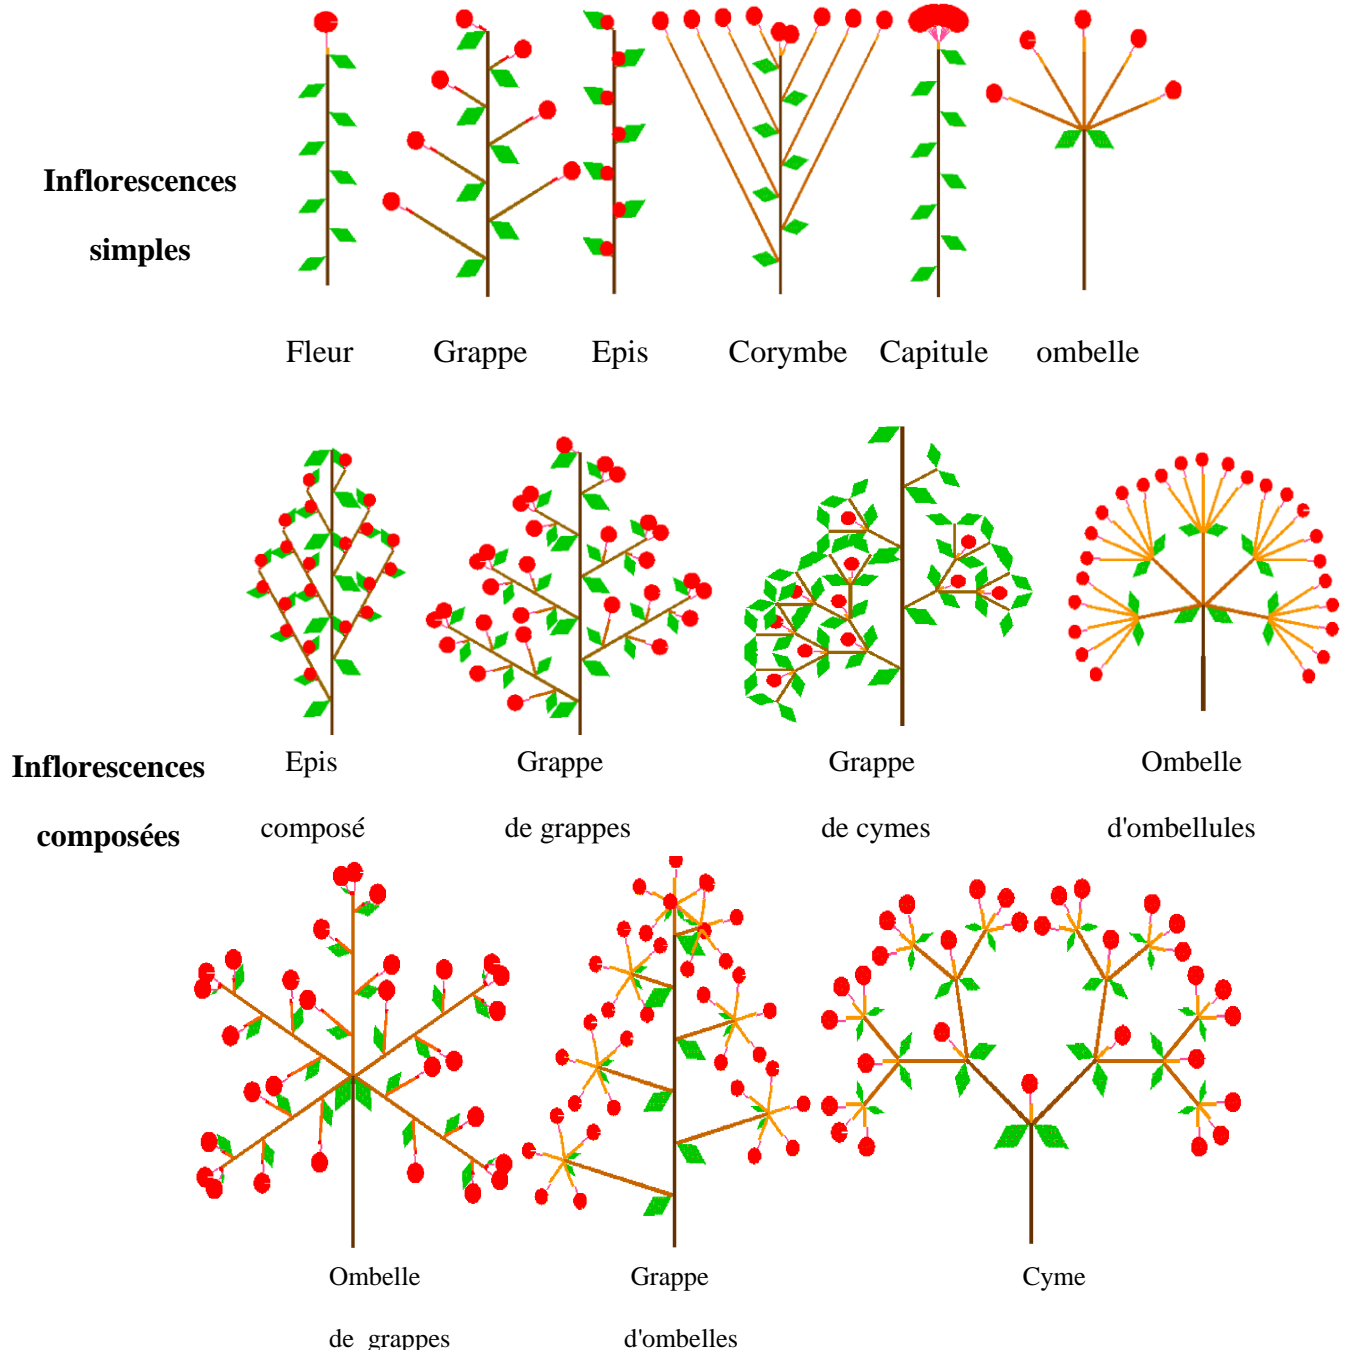 Inflorescences
simples
Fleur Grappe Epis Corymbe Capitule ombelle
Inflorescences
composées
Epis
composé
Grappe
de grappes
Grappe
de cymes
Ombelle
d'ombellules
Ombelle
de grappes
Grappe
d'ombelles
Cyme